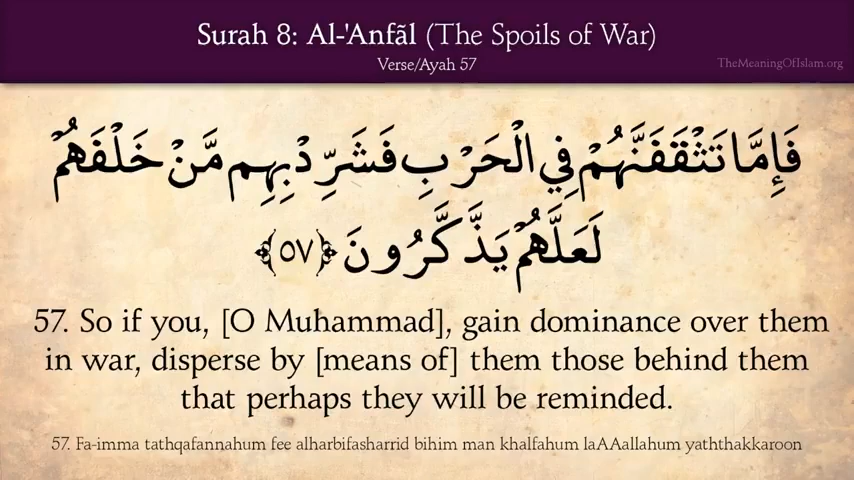 Surah 8: Al-'Anfãl (The Spoils of War)
Verse/Ayah 57
TheMeaningOfIslam.org
فَإِمَّا تَثْقَفَنَّهُمْ فِي الْحَرْبِ فَشَرِّدْ بِهِم مَّنْ خَلْفَهُمْ
لَعَلَّهُمْ يَذَّكَّرُونَ ﴿٥٧﴾
57. So if you, [O Muħammad], gain dominance over them
in war, disperse by [means of] them those behind them
that perhaps they will be reminded.
57. Fa-imma tathqafannahum fee alharbifasharrid bihim man khalfahum laAAallahum yaththakkaroon